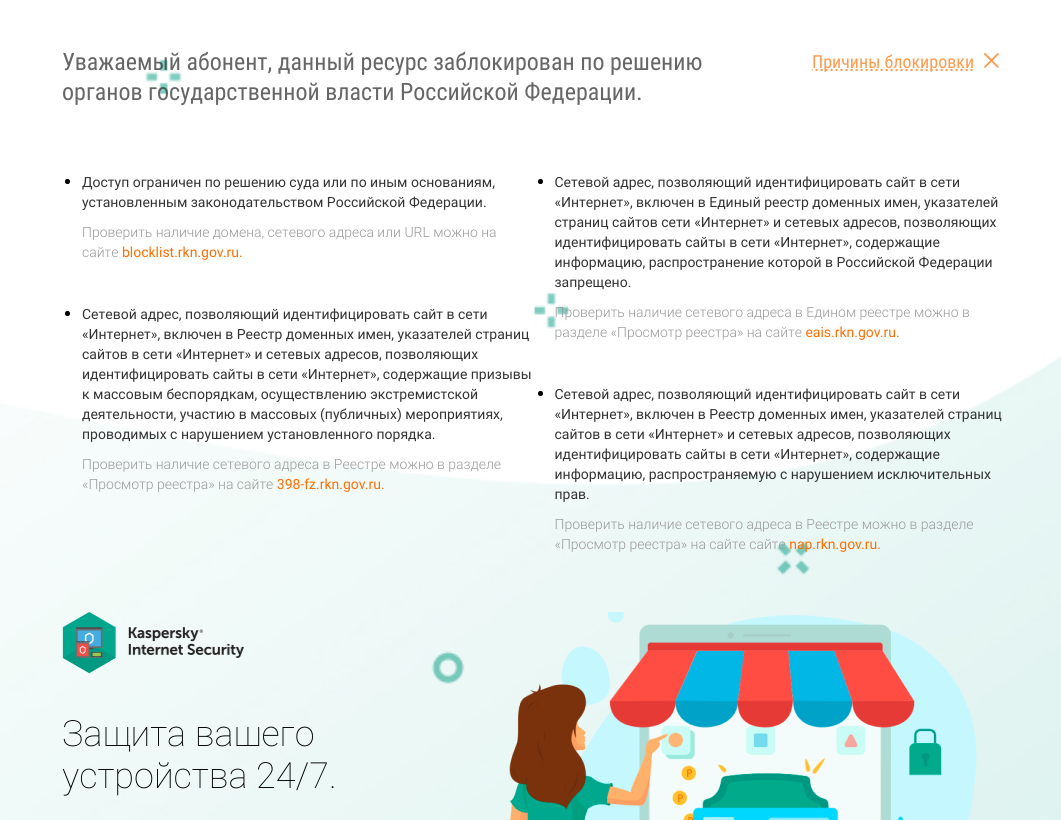 Уважаемый абонент, данный ресурс заблокирован по решению
органов государственной власти Российской Федерации.
Причины блокировки
Доступ ограничен по решению суда или по иным основаниям,
установленным законодательством Российской Федерации.
Проверить наличие домена, сетевого адреса или URL можно на
сайте blocklist.rkn.gov.ru.
Сетевой адрес, позволяющий идентифицировать сайт в сети
«Интернет», включен в Реестр доменных имен, указателей страниц
сайтов в сети «Интернет» и сетевых адресов, позволяющих
идентифицировать сайты в сети «Интернет», содержащие призывы
к массовым беспорядкам, осуществлению экстремистской
деятельности, участию в массовых (публичных) мероприятиях,
проводимых с нарушением установленного порядка.
Проверить наличие сетевого адреса в Реестре можно в разделе
«Просмотр реестра» на сайте 398-fz.rkn.gov.ru.
Сетевой адрес, позволяющий идентифицировать сайт в сети
«Интернет», включен в Единый реестр доменных имен, указателей
страниц сайтов сети «Интернет» и сетевых адресов, позволяющих
идентифицировать сайты в сети «Интернет», содержащие
информацию, распространение которой в Российской Федерации
запрещено.
Проверить наличие сетевого адреса в Едином реестре можно в
разделе «Просмотр реестра» на сайте eais.rkn.gov.ru.
Сетевой адрес, позволяющий идентифицировать сайт в сети
«Интернет», включен в Реестр доменных имен, указателей страниц
сайтов в сети «Интернет» и сетевых адресов, позволяющих
идентифицировать сайты в сети «Интернет», содержащие
информацию, распространяемую с нарушением исключительных
прав.
Проверить наличие сетевого адреса в Реестре можно в разделе
«Просмотр реестра» на сайте сайте nap.rkn.gov.ru.
Kaspersky®
Internet Security
Защита вашего
устройства 24/7.
₽
₽